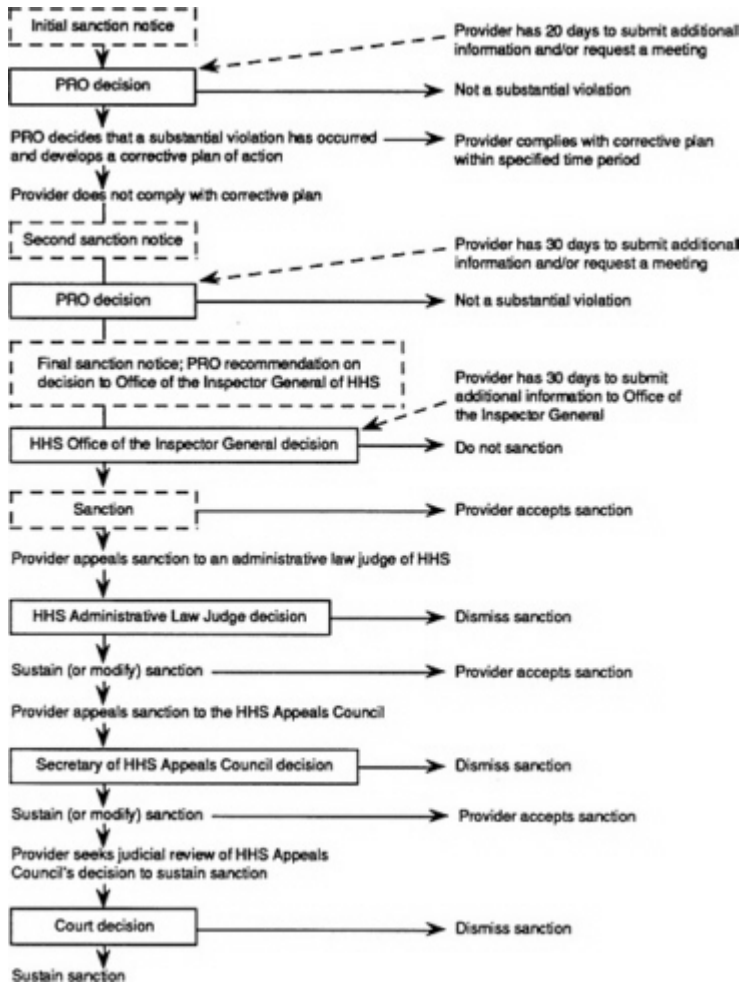 Initial sanction notice
Provider has 20 days to submit additional
information and/or request a meeting
PRO decision
Not a substantial violation
PRO decides that a substantial violation has occurred
and develops a corrective plan of action
Provider complies with corrective plan
within specified time period
Provider does not comply with corrective plan
Second sanction notice
Provider has 30 days to submit additional
information and/or request a meeting
PRO decision
Not a substantial violation
Final sanction notice; PRO recommendation on
decision to Office of the Inspector General of HHS
Provider has 30 days to submit
additional information to Office of
the Inspector General
HHS Office of the Inspector General decision
Do not sanction
Sanction
Provider accepts sanction
Provider appeals sanction to an administrative law judge of HHS
HHS Administrative Law Judge decision
Dismiss sanction
Sustain (or modify) sanction
Provider accepts sanction
Provider appeals sanction to the HHS Appeals Council
Secretary of HHS Appeals Council decision
Dismiss sanction
Sustain (or modify) sanction
Provider accepts sanction
Provider seeks judicial review of HHS Appeals
Council's decision to sustain sanction
Court decision
Dismiss sanction
Sustain sanction